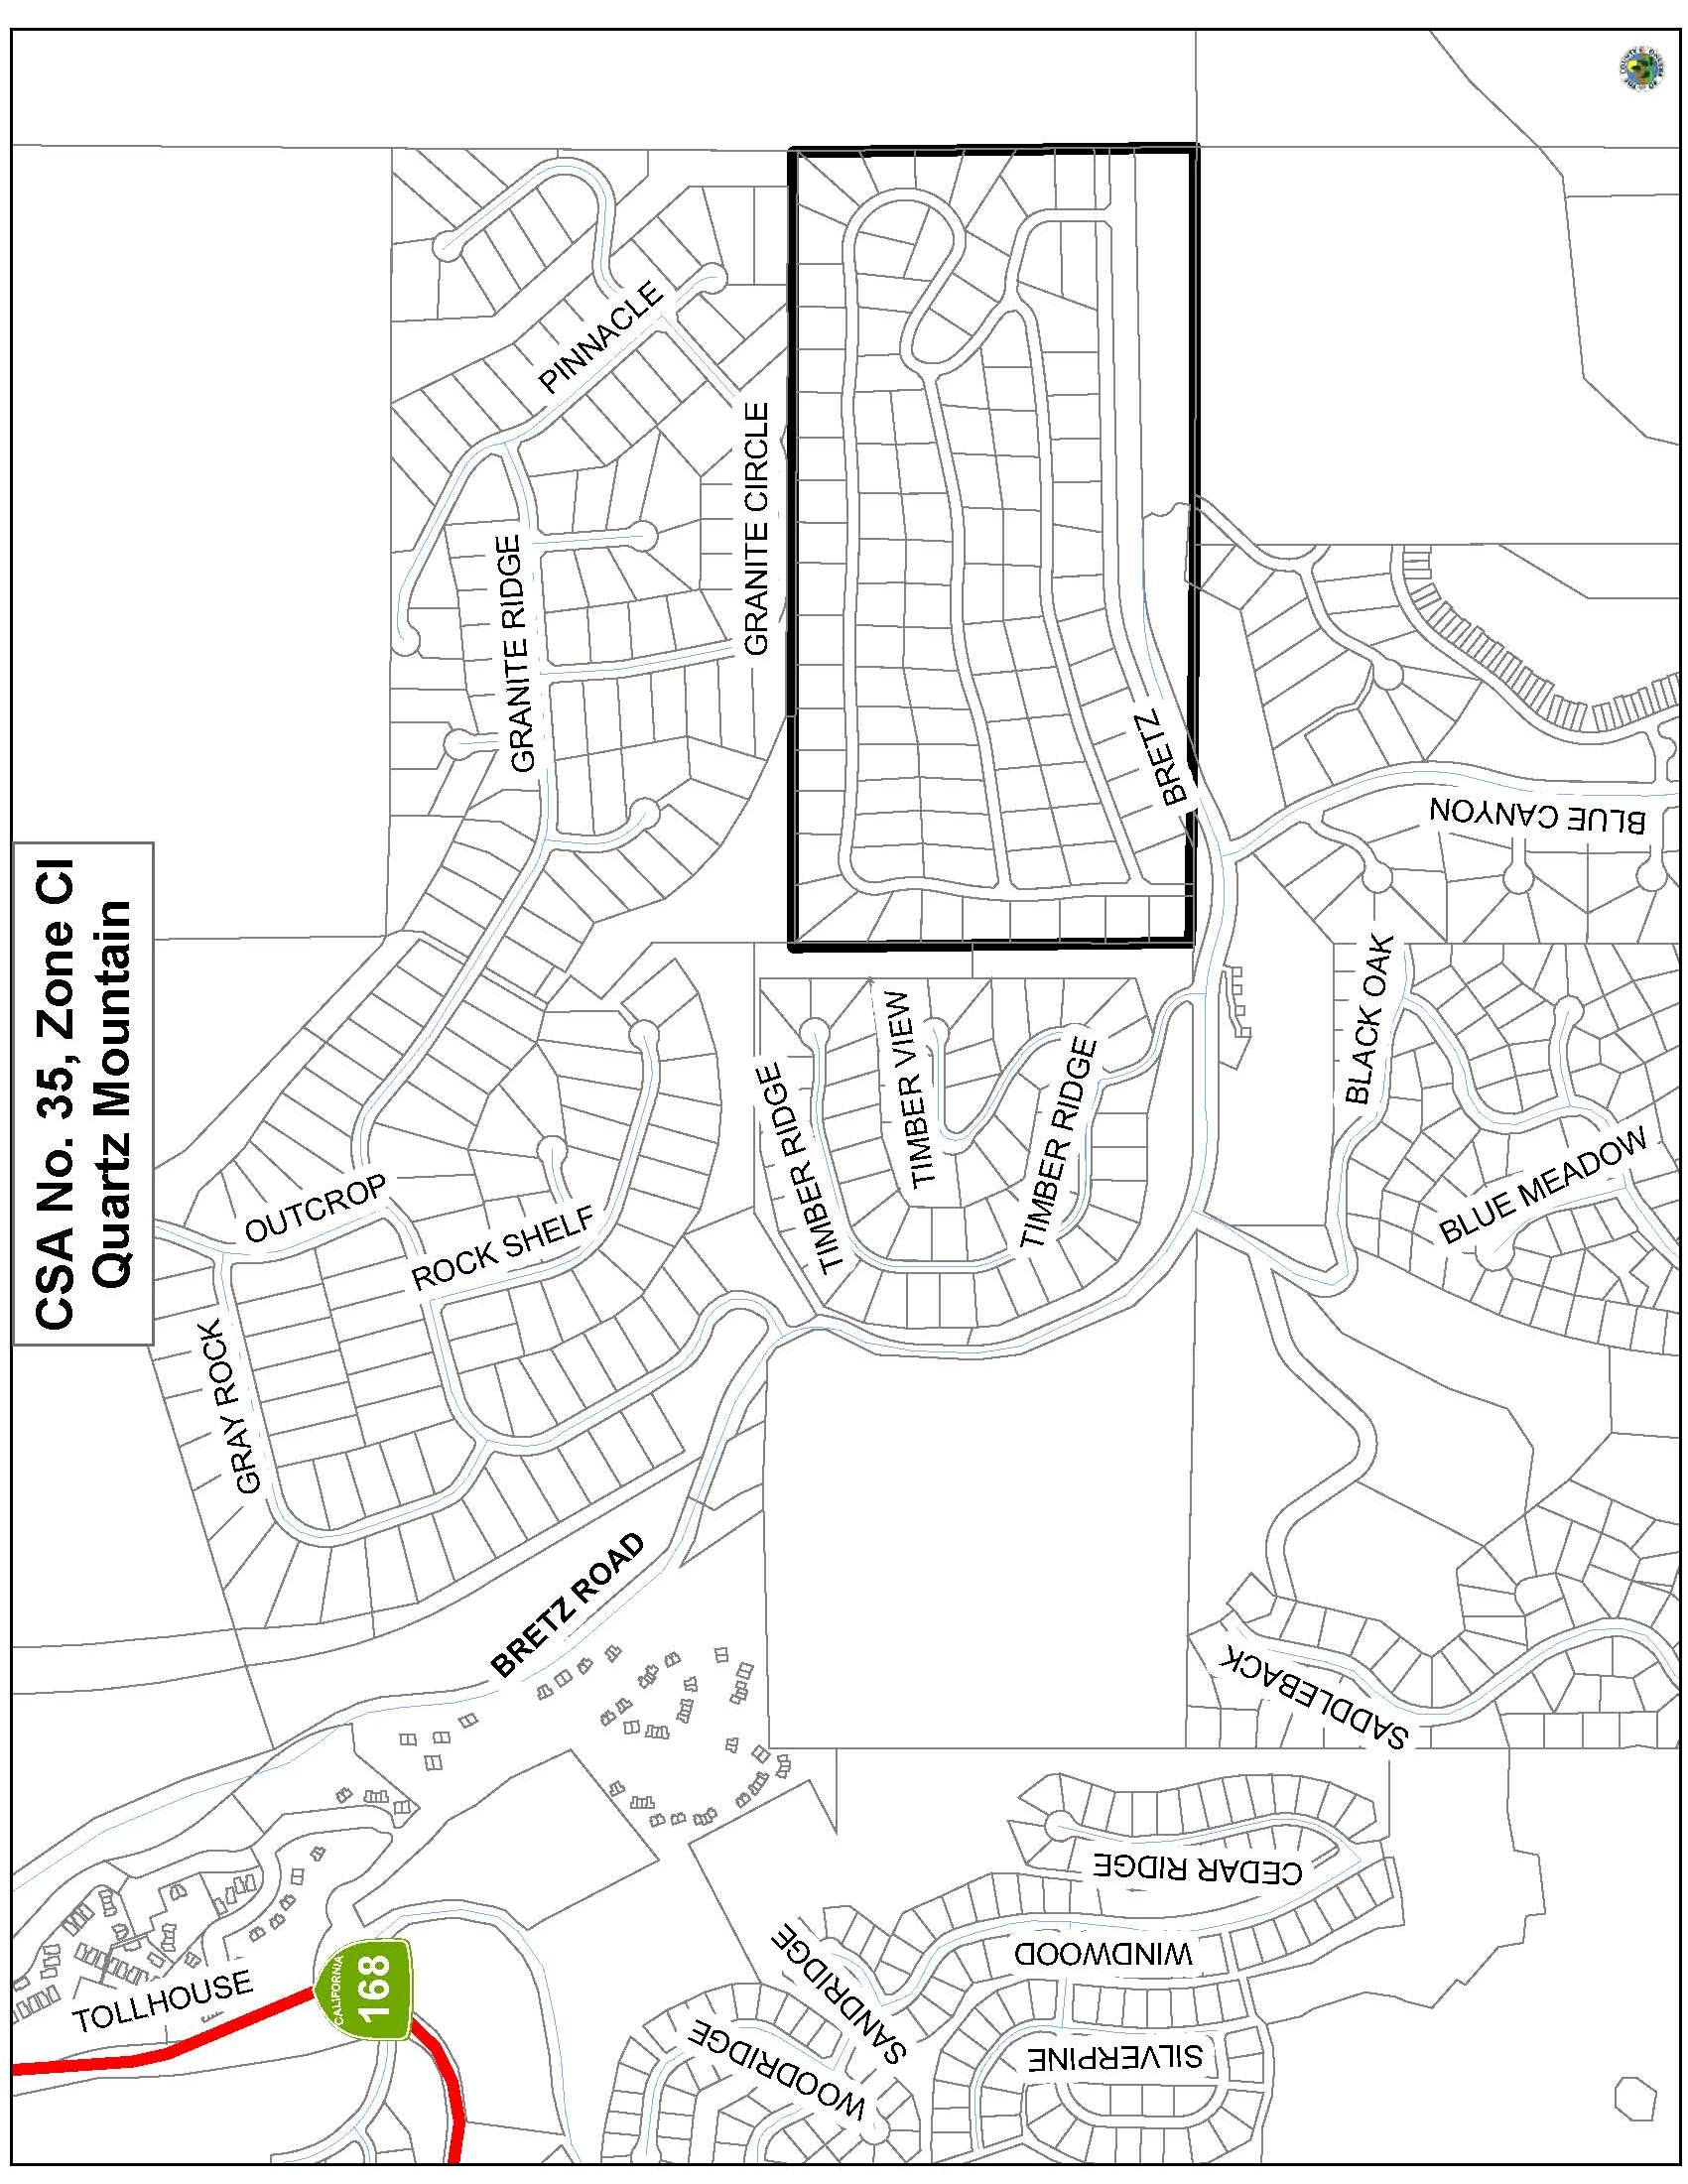 CSA No. 35, Zone CI
Quartz Mountain
TOLLHOUSE
CALIFORNIA
168
GRAY ROCK
OUTCROP
ROCK SHELF
GRANITE RIDGE
PINNACLE
GRANITE CIRCLE
BRETZ ROAD
TIMBER RIDGE
TIMBER VIEW
TIMBER RIDGE
BRETZ
WOODRIDGE
SANDRIDGE
SILVERPINE
WINDWOOD
CEDAR RIDGE
SADDLEBACK
BLACK OAK
BLUE MEADOW
BLUE CANYON